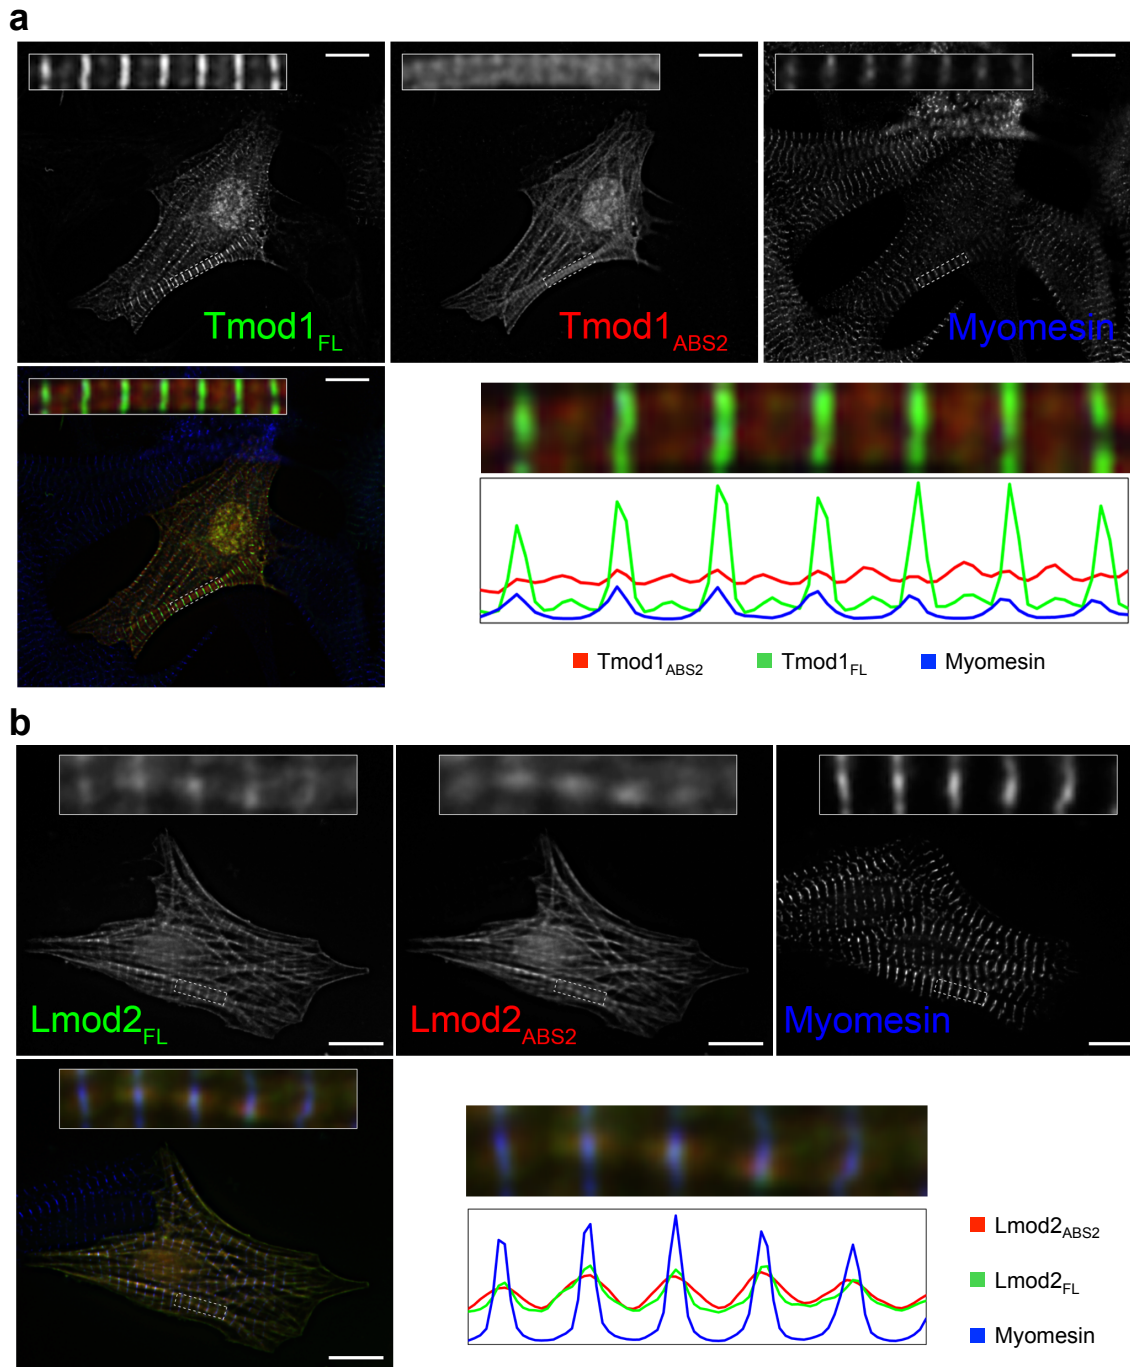 a
Tmod1FL
Tmod1ABS2
Myomesin
Tmod1ABS2 Tmod1FL Myomesin
b
Lmod2FL
Lmod2ABS2
Myomesin
Lmod2ABS2
Lmod2FL
Myomesin